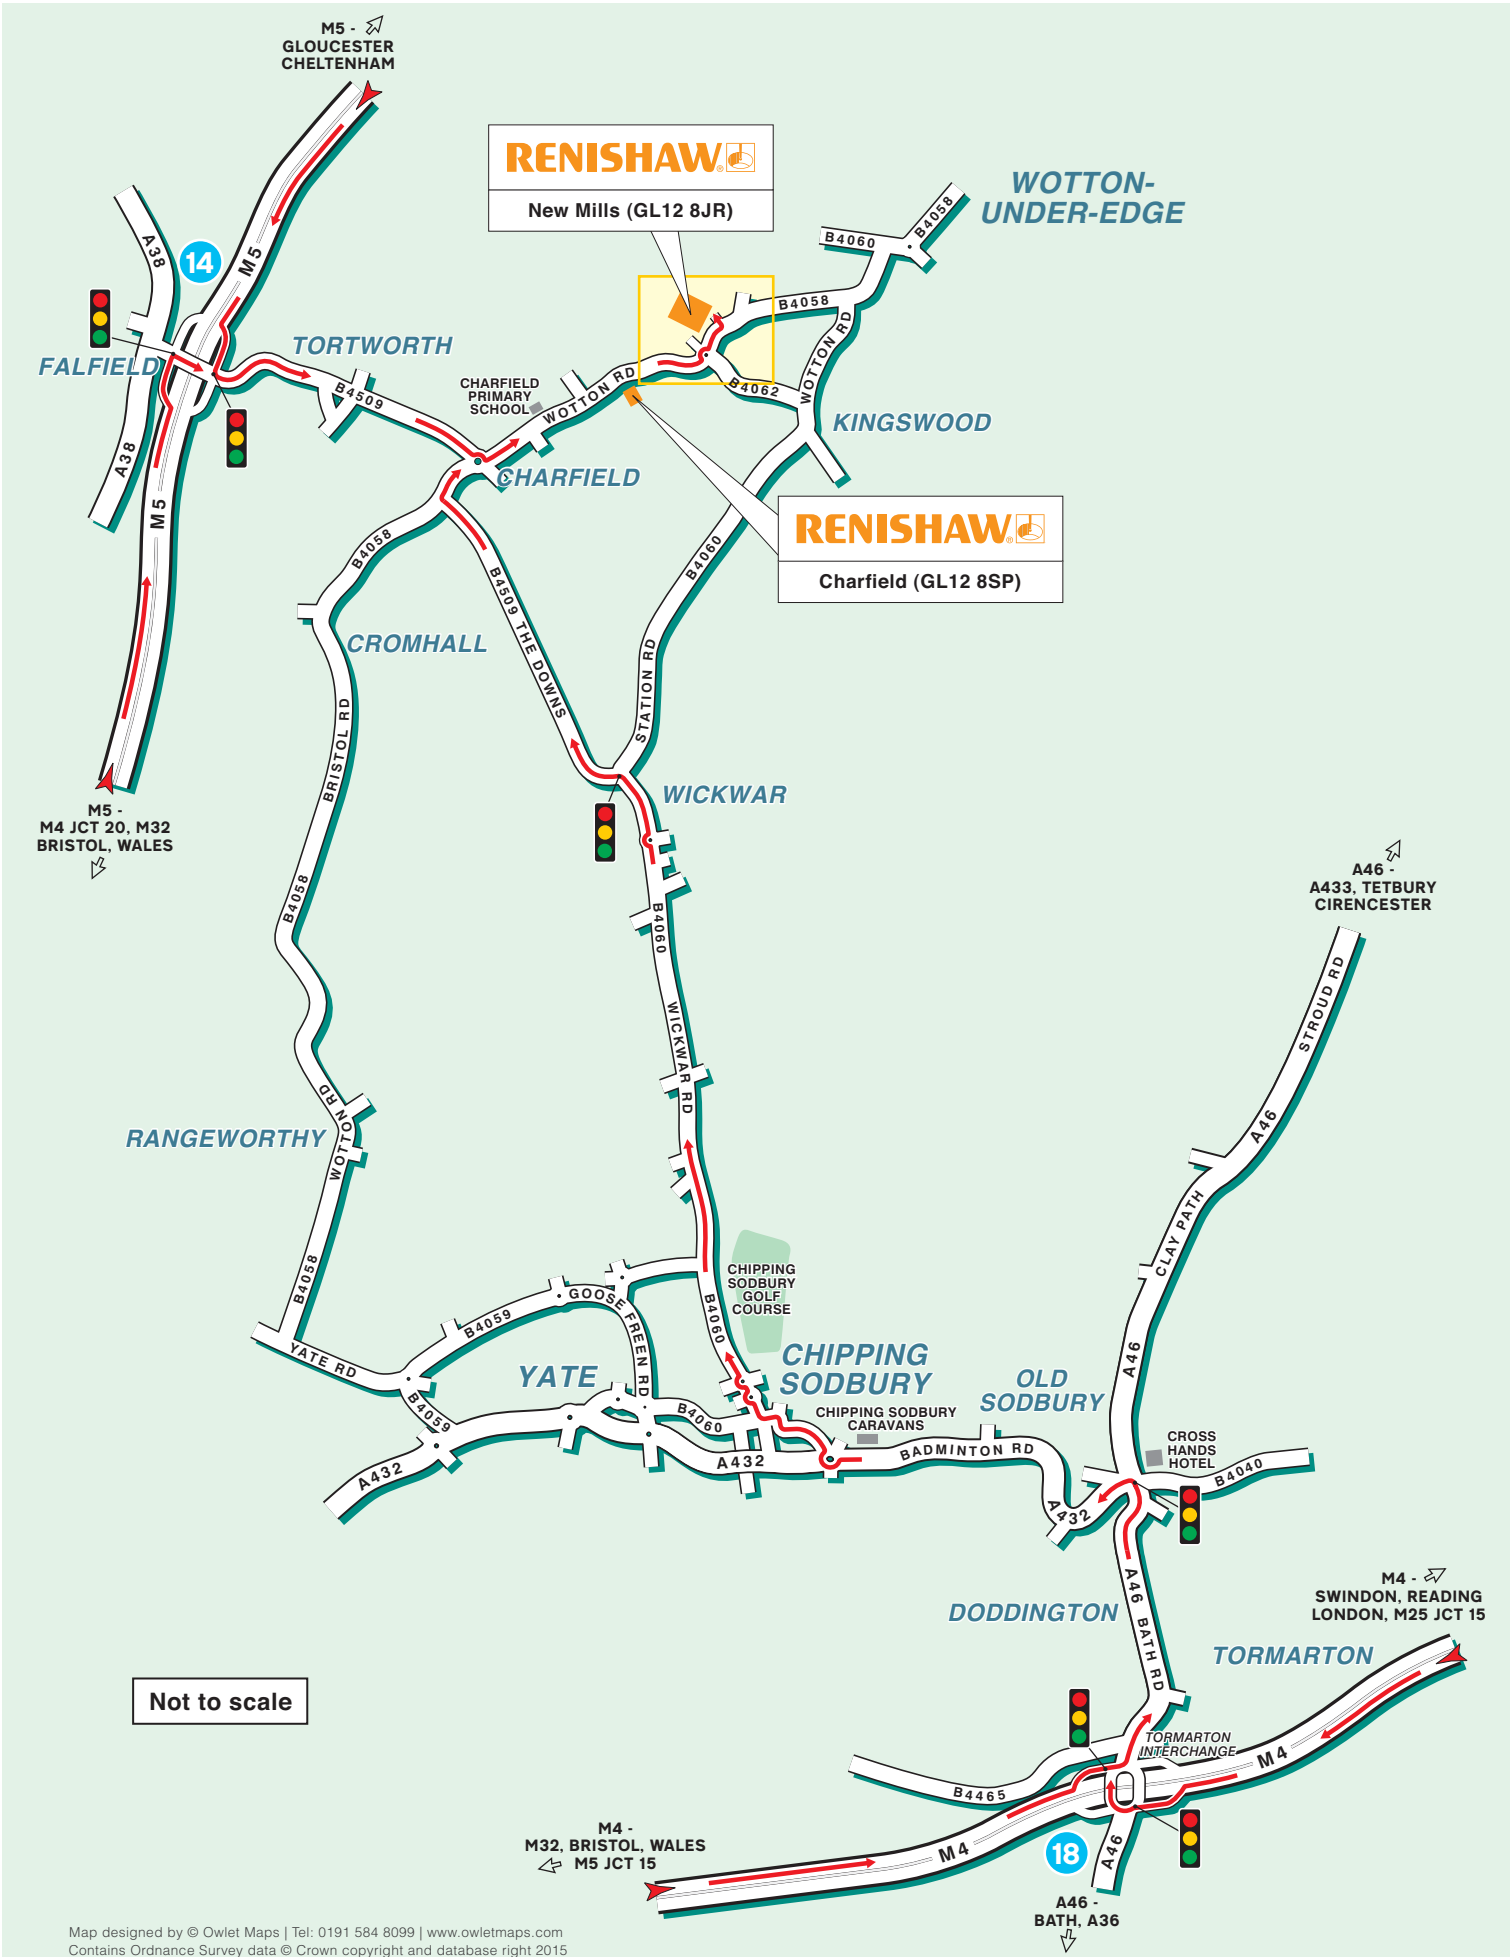 M5 -
GLOUCESTER
CHELTENHAM
RENISHAW
New Mills (GL12 8JR)
WOTTON-
UNDER-EDGE
B4058
B4060
A38
14
M5
B4058
TORTWORTH
FALFIELD
WOTTON RD
CHARFIELD
PRIMARY
SCHOOL
WOTTON RD
B4509
B4062
KINGSWOOD
A38
CHARFIELD
M5
RENISHAW
Charfield (GL12 8SP)
B4058
B4060
B4509 THE DOWNS
CROMHALL
STATION RD
BRISTOL RD
WICKWAR
M5 -
M4 JCT 20, M32
BRISTOL, WALES
A46 -
A433, TETBURY
CIRENCESTER
B4058
B4060
STROUD RD
WICKWAR RD
WOTTON RD
RANGEWORTHY
A46
CLAY PATH
B4058
CHIPPING
SODBURY
GOLF
COURSE
GOOSE FREEN RD
B4059
B4060
YATE RD
CHIPPING
SODBURY
A46
YATE
OLD
SODBURY
B4059
B4060
CHIPPING SODBURY
CARAVANS
CROSS
HANDS
HOTEL
BADMINTON RD
A432
A432
B4040
A432
A46 BATH RD
M4 -
SWINDON, READING
LONDON, M25 JCT 15
DODDINGTON
TORMARTON
Not to scale
TORMARTON
INTERCHANGE
M4
B4465
M4 -
M32, BRISTOL, WALES
M5 JCT 15
M4
18
A46
A46 -
BATH, A36
Map designed by © Owlet Maps | Tel: 0191 584 8099 | www.owletmaps.com
Contains Ordnance Survey data © Crown copyright and database right 2015